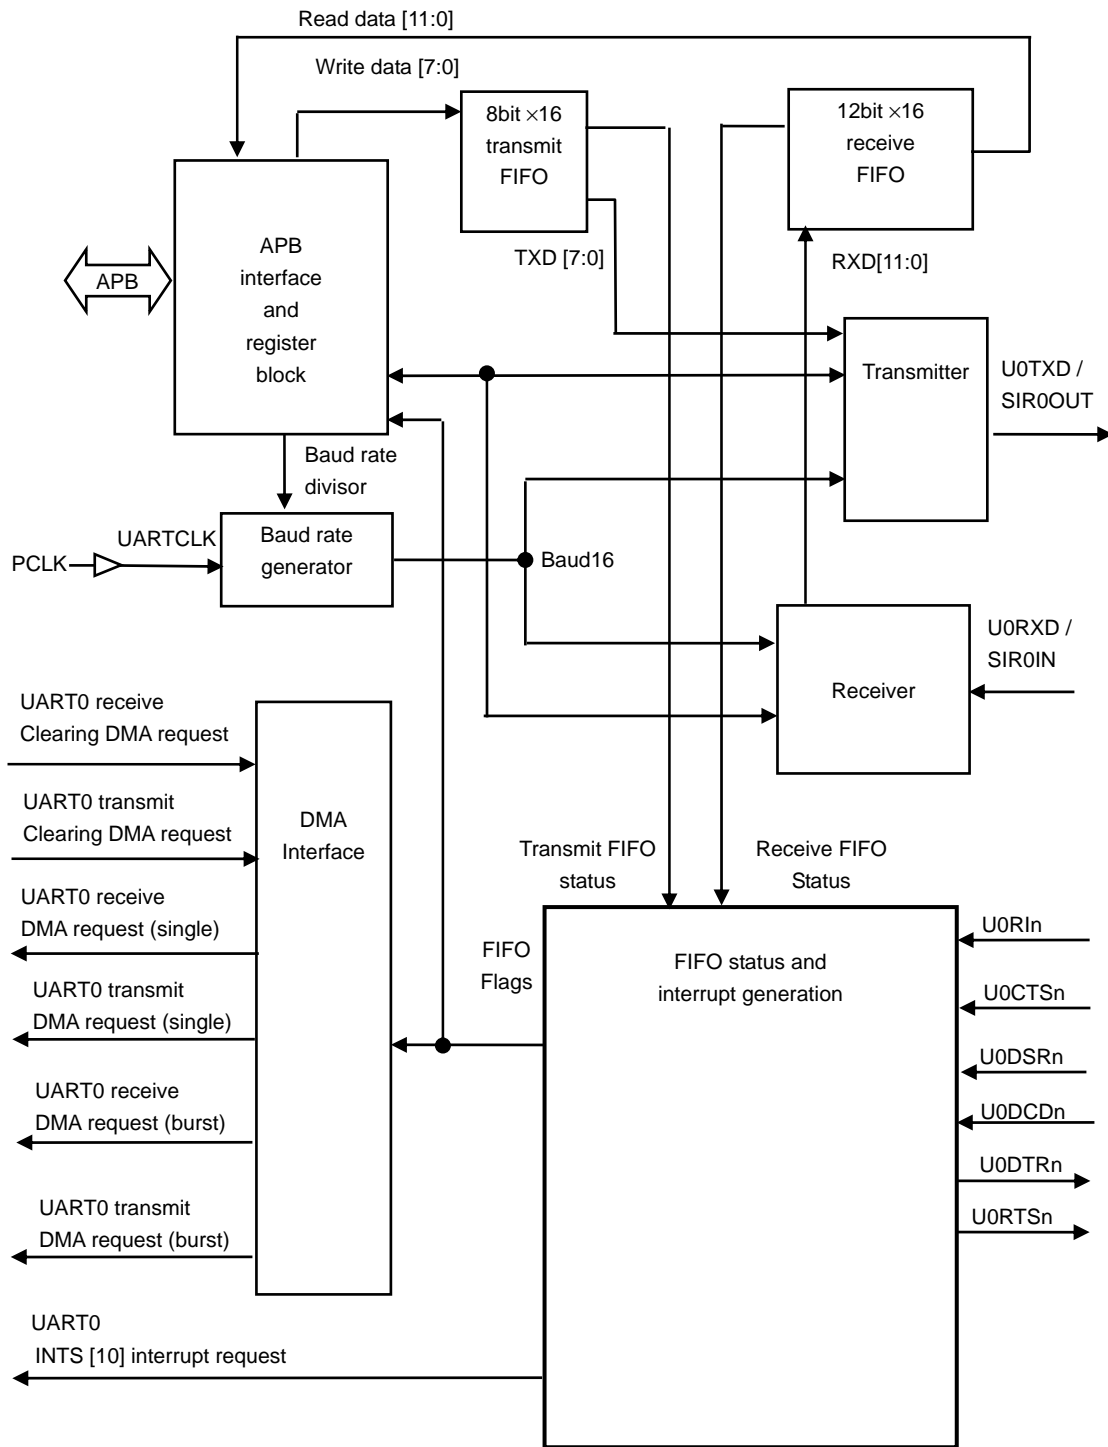 Read data [11:0]
Write data [7:0]
8bit ×16
transmit
FIFO
12bit ×16
receive
FIFO
TXD [7:0]
RXD[11:0]
APB
APB
interface
and
register
block
Transmitter
U0TXD /
SIR0OUT
Baud rate
divisor
UARTCLK
PCLK
Baud rate
generator
Baud16
U0RXD /
SIR0IN
Receiver
UART0 receive
Clearing DMA request
UART0 transmit
Clearing DMA request
UART0 receive
DMA request (single)
UART0 transmit
DMA request (single)
UART0 receive
DMA request (burst)
UART0 transmit
DMA request (burst)
DMA
Interface
Transmit FIFO
status
Receive FIFO
Status
FIFO
Flags
FIFO status and
interrupt generation
U0RIn
U0CTSn
U0DSRn
U0DCDn
U0DTRn
U0RTSn
UART0
INTS [10] interrupt request